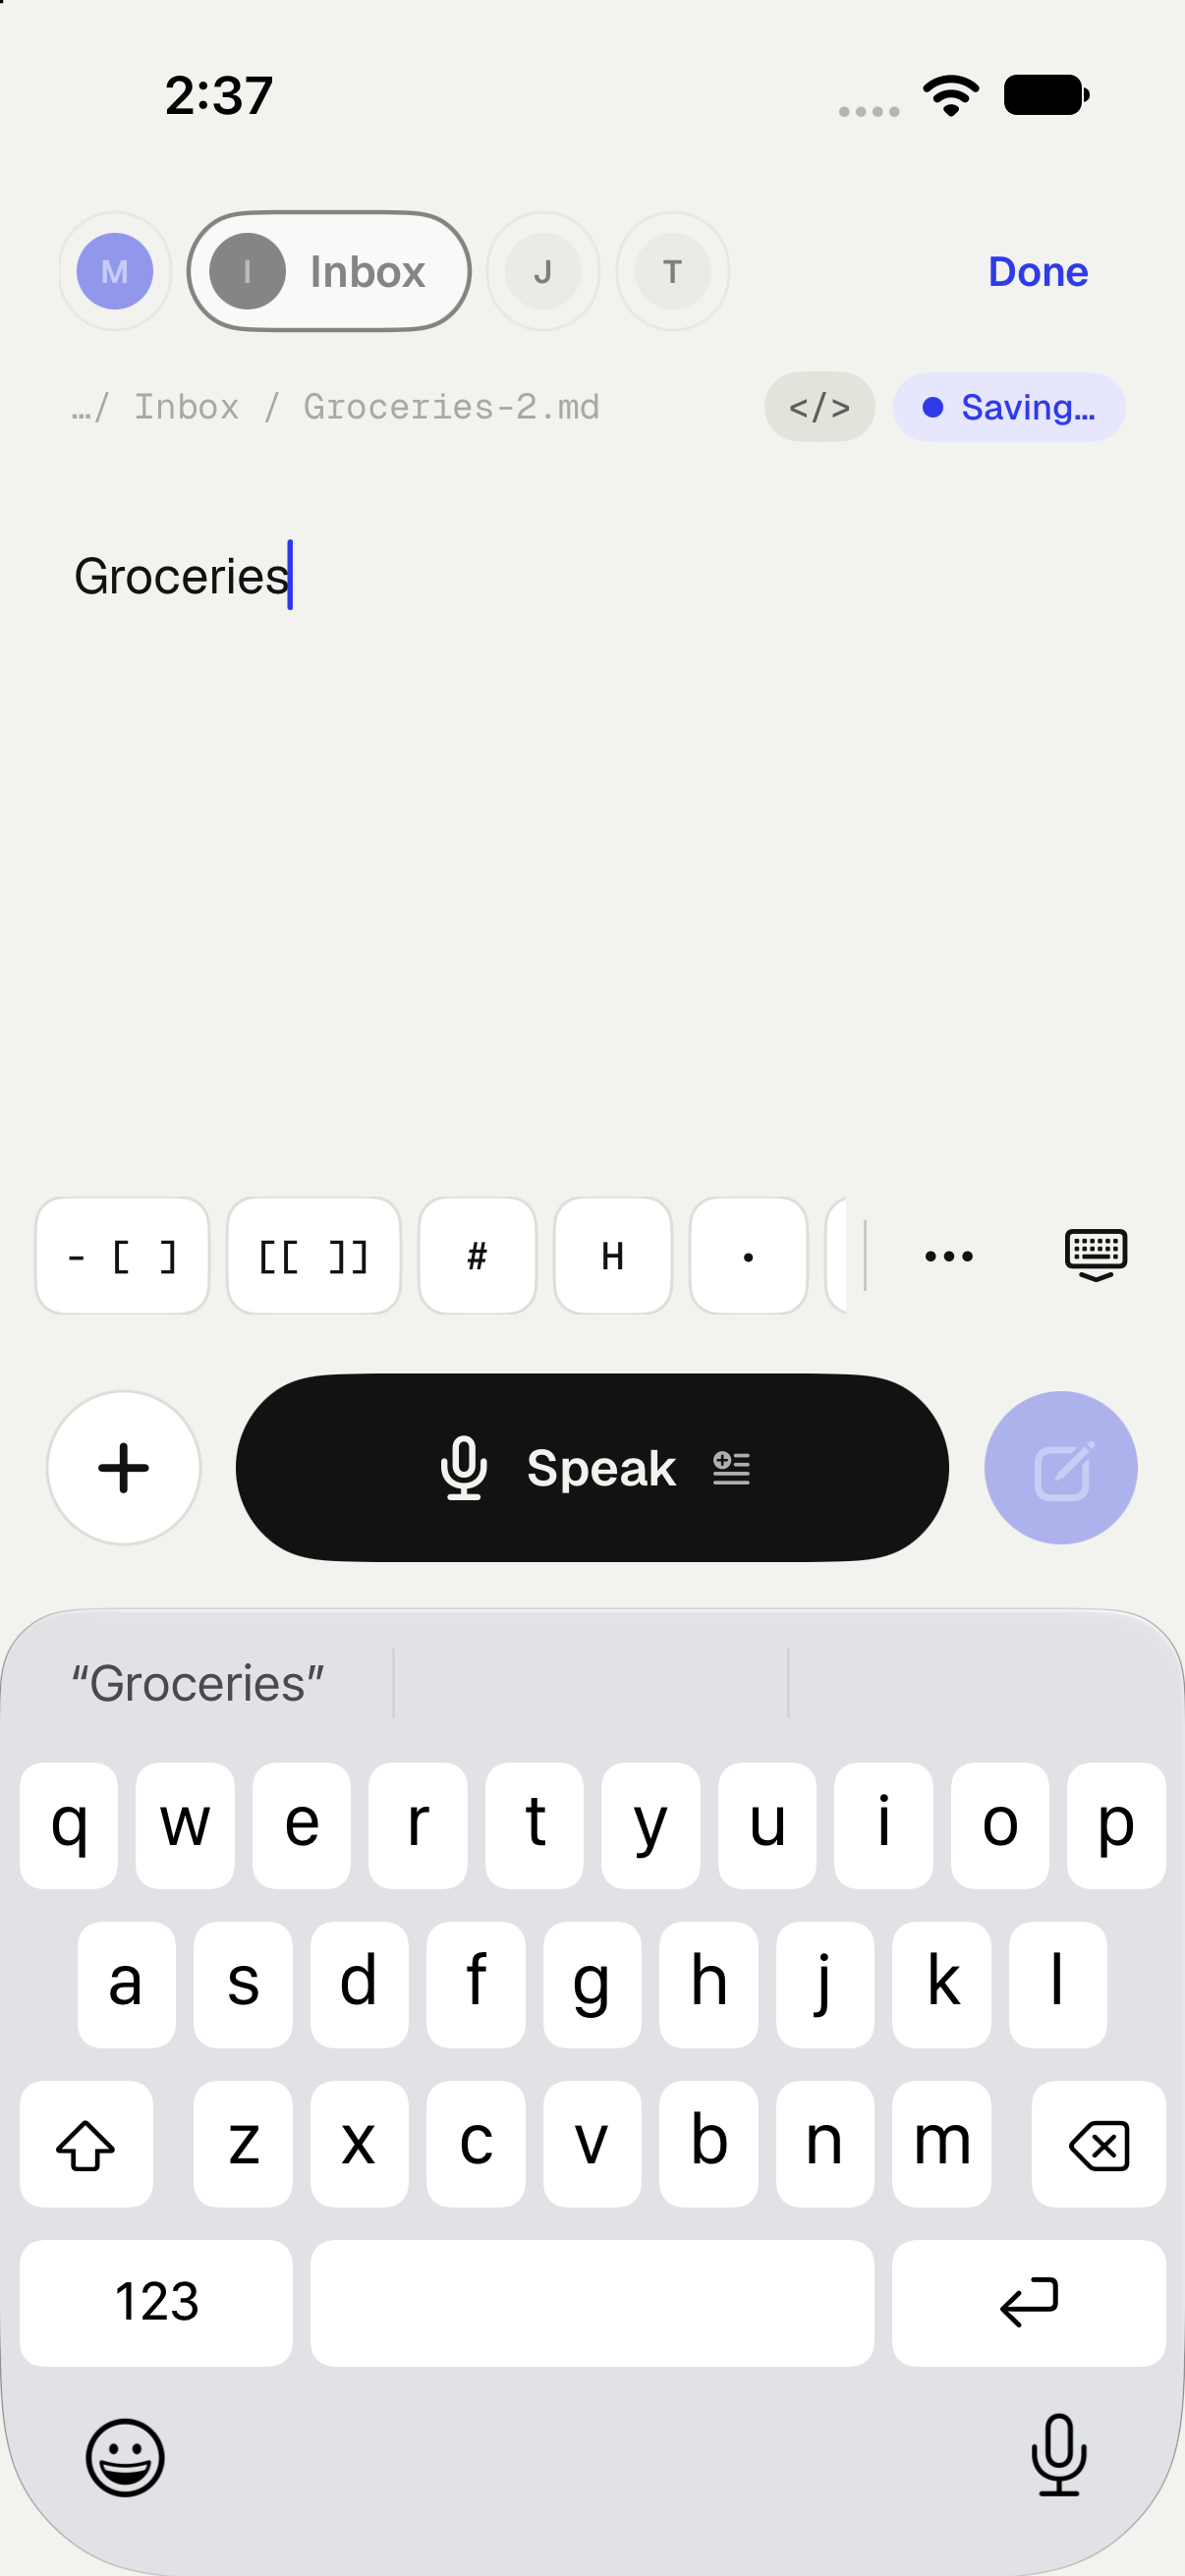 2:37
M I Inbox J T Done
…/ Inbox / Groceries-2.md </> Saving…
Groceries
- [ ] [[ ]] # H •
Speak
“Groceries”
q w e r t y u i o p
a s d f g h j k l
z x c v b n m
123